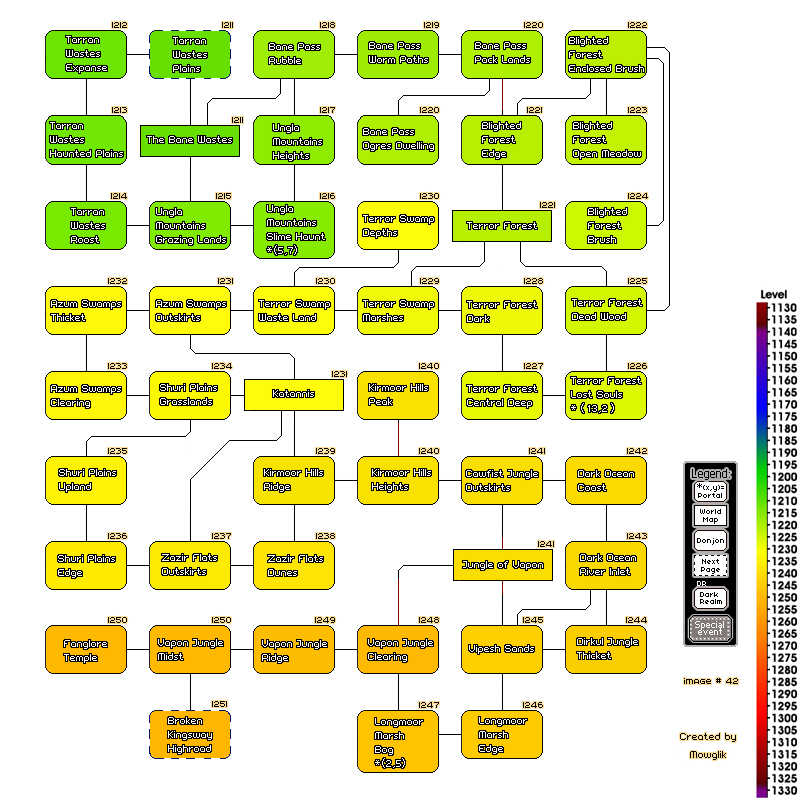 1212
Tarran
Wastes
Expanse
1211
Tarran
Wastes
Plains
1218
Bane Pass
Rubble
1219
Bane Pass
Worm Paths
1220
Bane Pass
Pack Lands
1222
Blighted
Forest
Enclosed Brush
1213
Tarran
Wastes
Haunted Plains
1211
The Bane Wastes
1217
Ungla
Mountains
Heights
1220
Bane Pass
Ogres Dwelling
1221
Blighted
Forest
Edge
1223
Blighted
Forest
Open Meadow
1214
Tarran
Wastes
Roost
1215
Ungla
Mountains
Grazing Lands
1216
Ungla
Mountains
Slime Haunt
*(5,7)
1230
Terror Swamp
Depths
1221
Terror Forest
1224
Blighted
Forest
Brush
1232
Azum Swamps
Thicket
1231
Azum Swamps
Outskirts
1230
Terror Swamp
Waste Land
1229
Terror Swamp
Marshes
1228
Terror Forest
Dark
1225
Terror Forest
Dead Wood
1233
Azum Swamps
Clearing
1234
Shuri Plains
Grasslands
1231
Katannis
1240
Kirmoor Hills
Peak
1227
Terror Forest
Central Deep
1226
Terror Forest
Lost Souls
* ( 13,2 )
1235
Shuri Plains
Upland
1239
Kirmoor Hills
Ridge
1240
Kirmoor Hills
Heights
1241
Cawfist Jungle
Outskirts
1242
Dark Ocean
Coast
1236
Shuri Plains
Edge
1237
Zazir Flats
Outskirts
1238
Zazir Flats
Dunes
1241
Jungle of Vapon
1243
Dark Ocean
River Inlet
1250
Fanglore
Temple
1250
Vapon Jungle
Midst
1249
Vapon Jungle
Ridge
1248
Vapon Jungle
Clearing
1245
Vipesh Sands
1244
Dirkul Jungle
Thicket
1251
Broken
Kingsway
Highroad
1247
Longmoor
Marsh
Bog
*(2,5)
1246
Longmoor
Marsh
Edge
Level
1130
1135
1140
1145
1150
1155
1160
1165
1170
1175
1180
1185
1190
1195
1200
1205
1210
1215
1220
1225
1230
1235
1240
1245
1250
1255
1260
1265
1270
1275
1280
1285
1290
1295
1300
1305
1310
1315
1320
1325
1330
Legend:
*(x,y)=
Portal
World
Map
Donjon
Next
Page
OR
Dark
Realm
Special
event
image # 42
Created by
Mowglik